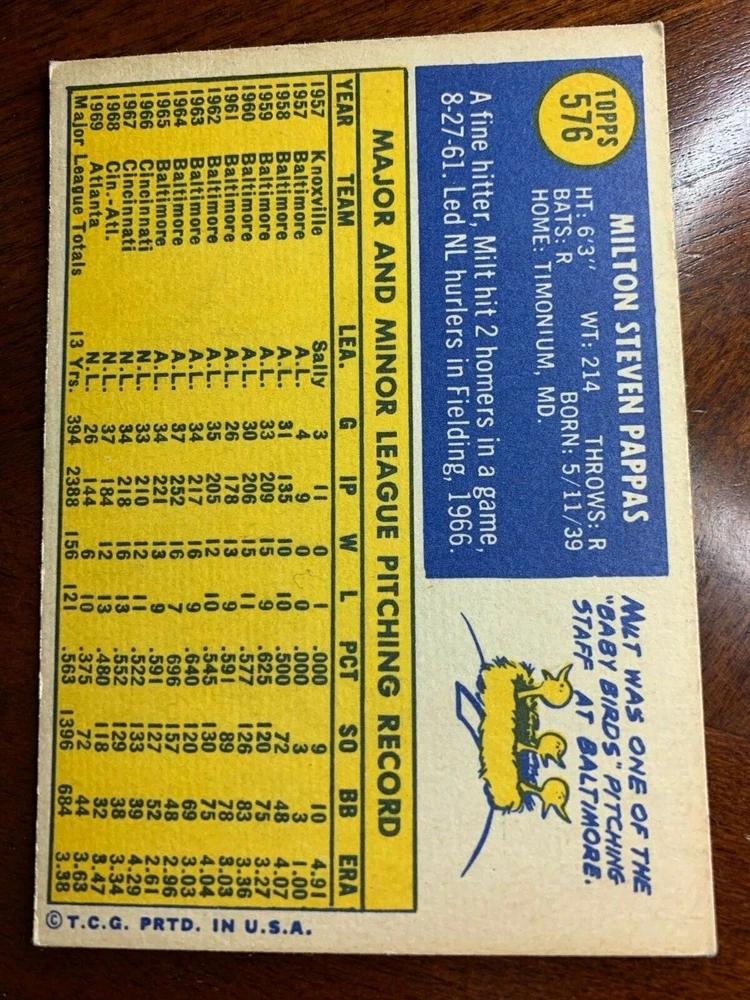 TOPPS
576
MILTON STEVEN PAPPAS
HT: 6'3" WT: 214 THROWS: R
BATS: R BORN: 5/11/39
HOME: TIMONIUM, MD.
A fine hitter, Milt hit 2 homers in a game,
8-27-61. Led NL hurlers in Fielding, 1966.
MILT WAS ONE OF THE
"BABY BIRDS" PITCHING
STAFF AT BALTIMORE.
MAJOR AND MINOR LEAGUE PITCHING RECORD
YEAR TEAM LEA. G IP W L PCT SO BB ERA
1957 Knoxville Sally 3 11 0 1 .000 9 10 4.91
1957 Baltimore A.L. 4 9 0 0 .000 3 3 1.00
1958 Baltimore A.L. 31 135 10 10 .500 72 48 4.07
1959 Baltimore A.L. 33 209 15 9 .625 120 75 3.27
1960 Baltimore A.L. 30 206 15 11 .577 126 83 3.36
1961 Baltimore A.L. 26 178 13 9 .591 89 78 3.03
1962 Baltimore A.L. 35 205 12 10 .545 130 75 4.04
1963 Baltimore A.L. 34 217 16 9 .640 120 69 3.03
1964 Baltimore A.L. 37 252 16 7 .696 157 48 2.96
1965 Baltimore A.L. 34 221 13 9 .591 127 52 2.61
1966 Cincinnati N.L. 33 210 12 11 .522 133 39 4.29
1967 Cincinnati N.L. 34 218 16 13 .552 129 38 3.34
1968 Cin.-Atl. N.L. 37 184 12 13 .480 118 32 3.47
1969 Atlanta N.L. 26 144 6 10 .375 72 44 3.63
Major League Totals 13 Yrs. 394 2388 156 121 .563 1396 684 3.38
© T.C.G. PRTD. IN U.S.A.